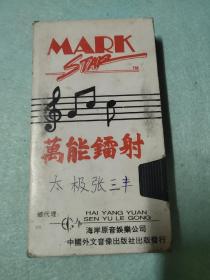 MARK
STAR
TM
萬能鐳射
太极张三丰
總代理
HAI YANG YUAN
SEN YU LE GONG
海岸原音娛樂公司
中國外文音像出版社出版發行